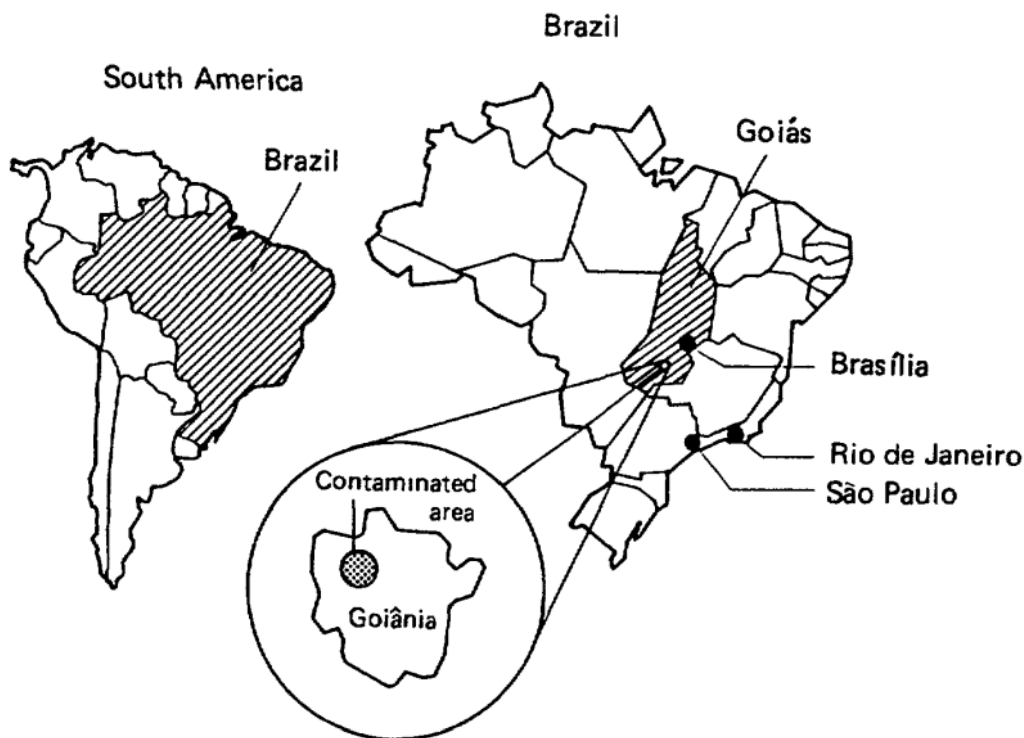 Brazil
South America
Goiás
Brazil
Brasília
Rio de Janeiro
São Paulo
Contaminated
area
Goiânia